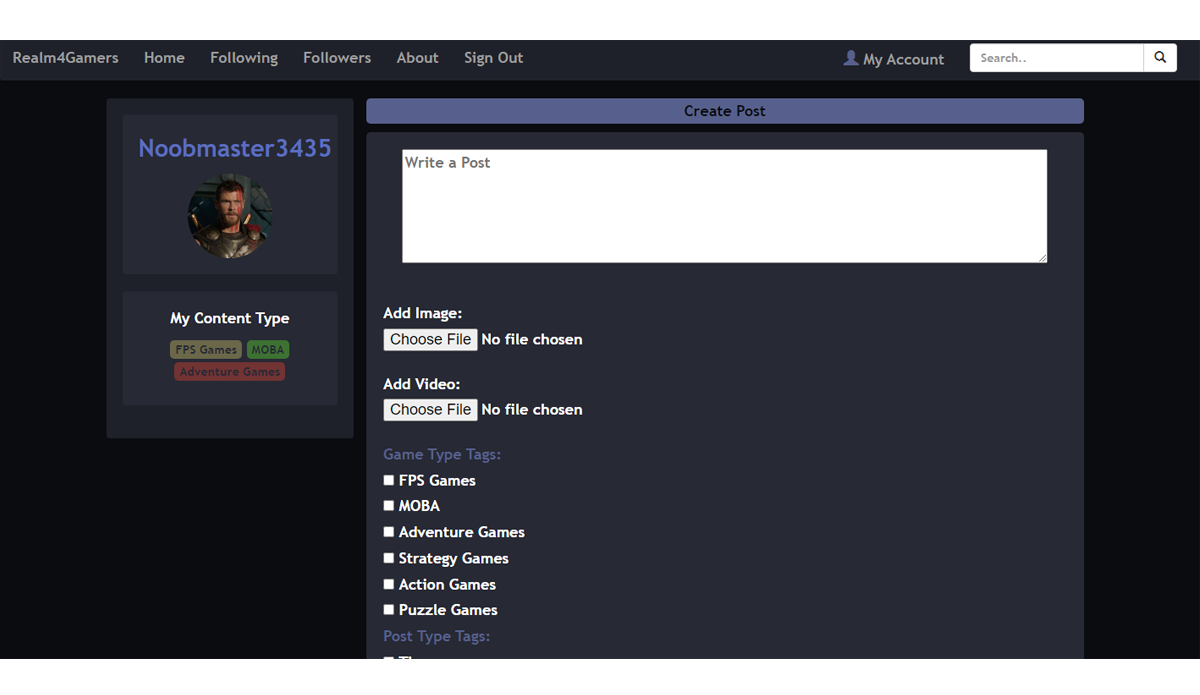 Realm4Gamers Home Following Followers About Sign Out My Account Search..
Noobmaster3435
My Content Type
FPS Games MOBA
Adventure Games
Create Post
Write a Post
Add Image:
Choose File No file chosen
Add Video:
Choose File No file chosen
Game Type Tags:
FPS Games
MOBA
Adventure Games
Strategy Games
Action Games
Puzzle Games
Post Type Tags: